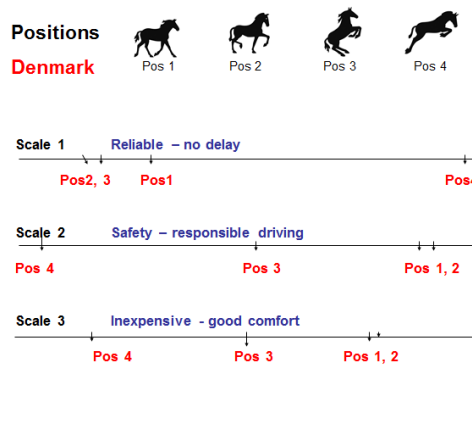 Positions
Denmark
Pos 1 Pos 2 Pos 3 Pos 4
Scale 1 Reliable – no delay
Pos2, 3 Pos1 Pos4
Scale 2 Safety – responsible driving
Pos 4 Pos 3 Pos 1, 2
Scale 3 Inexpensive - good comfort
Pos 4 Pos 3 Pos 1, 2